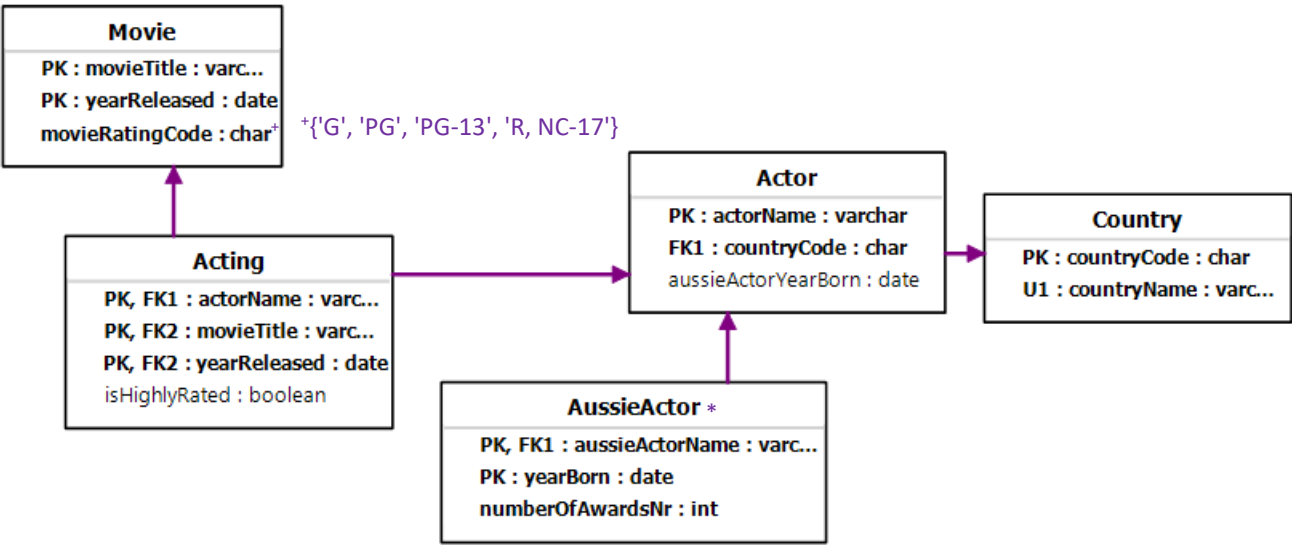 Movie
PK : movieTitle : varc...
PK : yearReleased : date
movieRatingCode : char+
+{'G', 'PG', 'PG-13', 'R, NC-17'}
Acting
PK, FK1 : actorName : varc...
PK, FK2 : movieTitle : varc...
PK, FK2 : yearReleased : date
isHighlyRated : boolean
Actor
PK : actorName : varchar
FK1 : countryCode : char
aussieActorYearBorn : date
Country
PK : countryCode : char
U1 : countryName : varc...
AussieActor *
PK, FK1 : aussieActorName : varc...
PK : yearBorn : date
numberOfAwardsNr : int